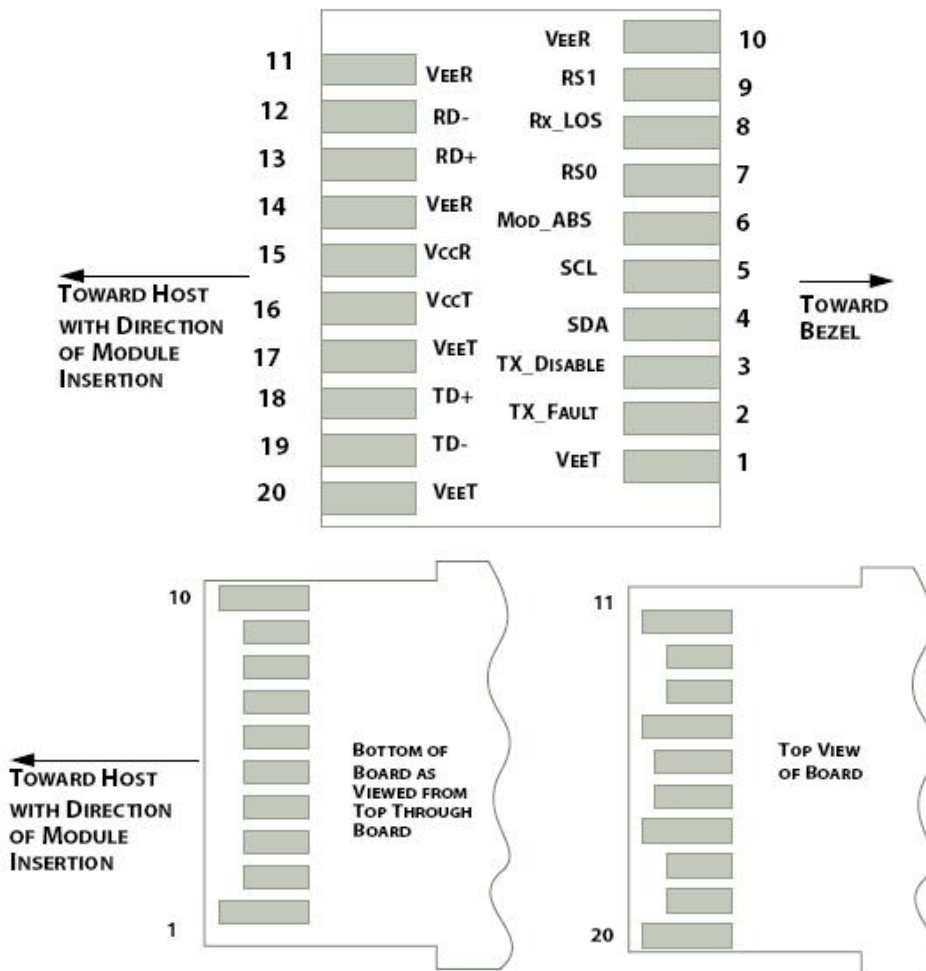 11
VEER
12
RD-
13
RD+
14
VEER
15
VccR
16
VccT
17
VEET
18
TD+
19
TD-
20
VEET
VEER
10
RS1
9
Rx_LOS
8
RS0
7
MOD_ABS
6
SCL
5
SDA
4
TX_DISABLE
3
TX_FAULT
2
VEET
1
TOWARD HOST
WITH DIRECTION
OF MODULE
INSERTION
TOWARD
BEZEL
10
1
TOWARD HOST
WITH DIRECTION
OF MODULE
INSERTION
BOTTOM OF
BOARD AS
VIEWED FROM
TOP THROUGH
BOARD
11
20
TOP VIEW
OF BOARD